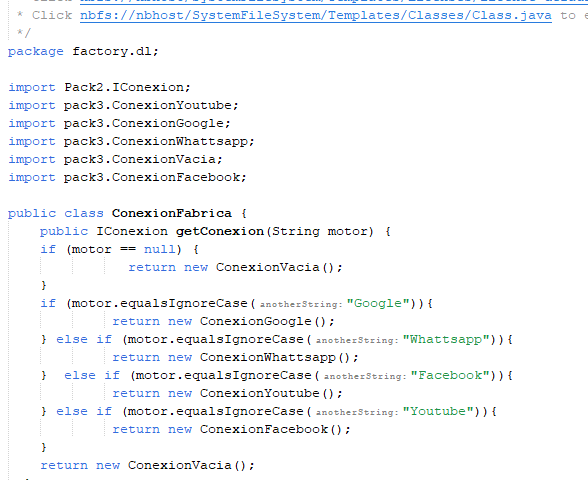 * Click nbfs://nbhost/SystemFileSystem/Templates/Classes/Class.java to e
*/
package factory.dl;
import Pack2.IConexion;
import pack3.ConexionYoutube;
import pack3.ConexionGoogle;
import pack3.ConexionWhattsapp;
import pack3.ConexionVacia;
import pack3.ConexionFacebook;
public class ConexionFabrica {
public IConexion getConexion(String motor) {
if (motor == null) {
return new ConexionVacia();
}
if (motor.equalsIgnoreCase( anotherString: "Google")){
return new ConexionGoogle();
} else if (motor.equalsIgnoreCase( anotherString: "Whattsapp")){
return new ConexionWhattsapp();
}  else if (motor.equalsIgnoreCase( anotherString: "Facebook")){
return new ConexionYoutube();
} else if (motor.equalsIgnoreCase( anotherString: "Youtube")){
return new ConexionFacebook();
}
return new ConexionVacia();